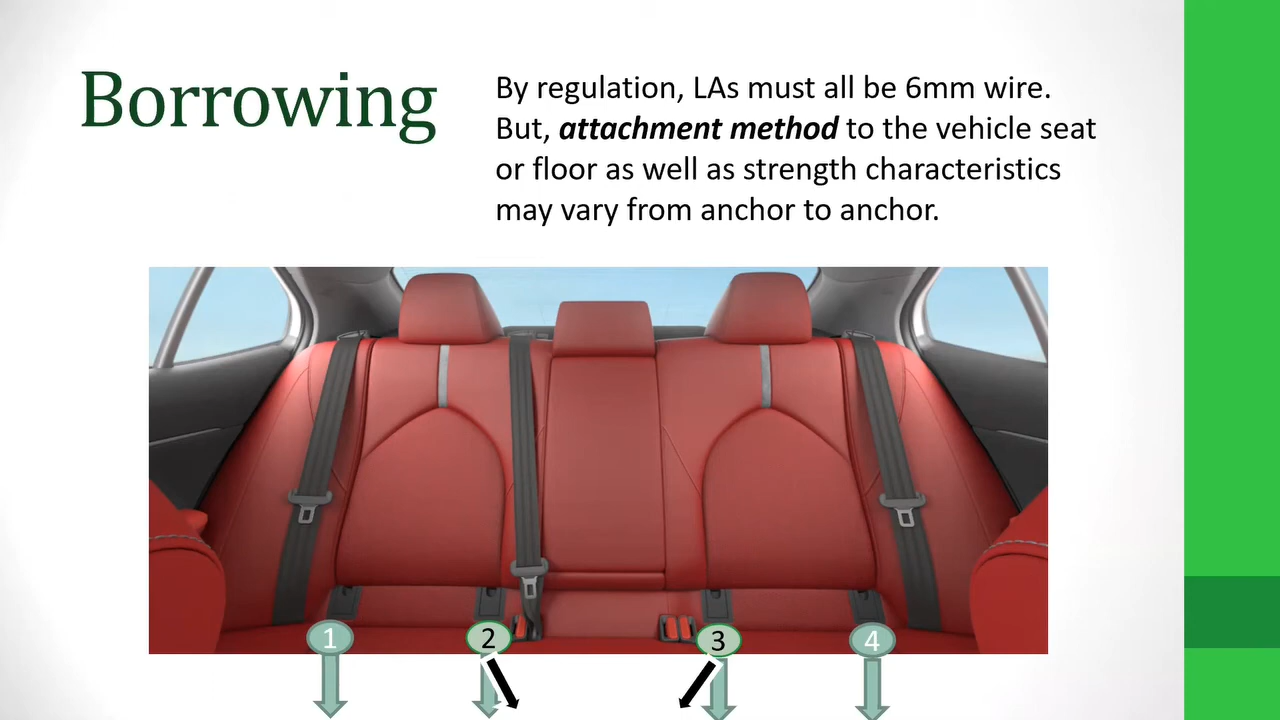 Borrowing
By regulation, LAs must all be 6mm wire.
But, attachment method to the vehicle seat
or floor as well as strength characteristics
may vary from anchor to anchor.
1 2 3 4